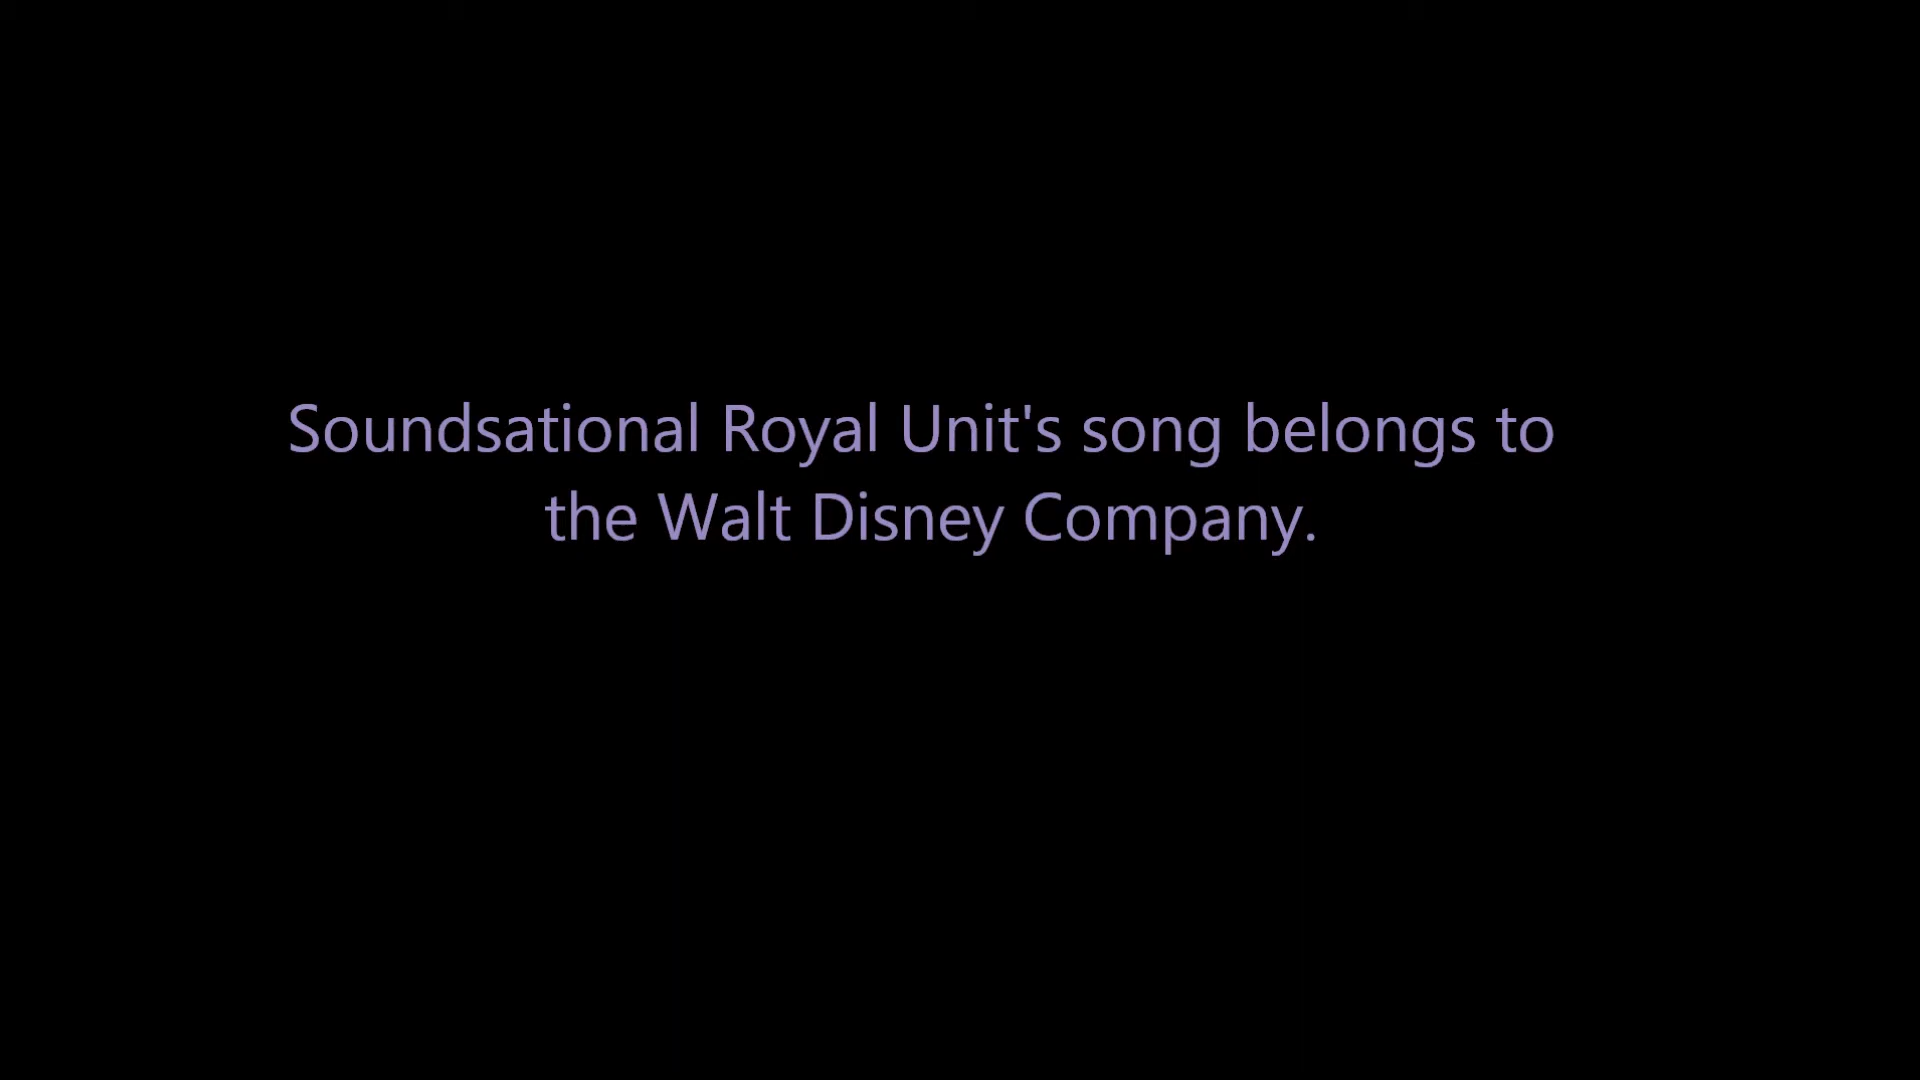 Soundsational Royal Unit's song belongs to
the Walt Disney Company.